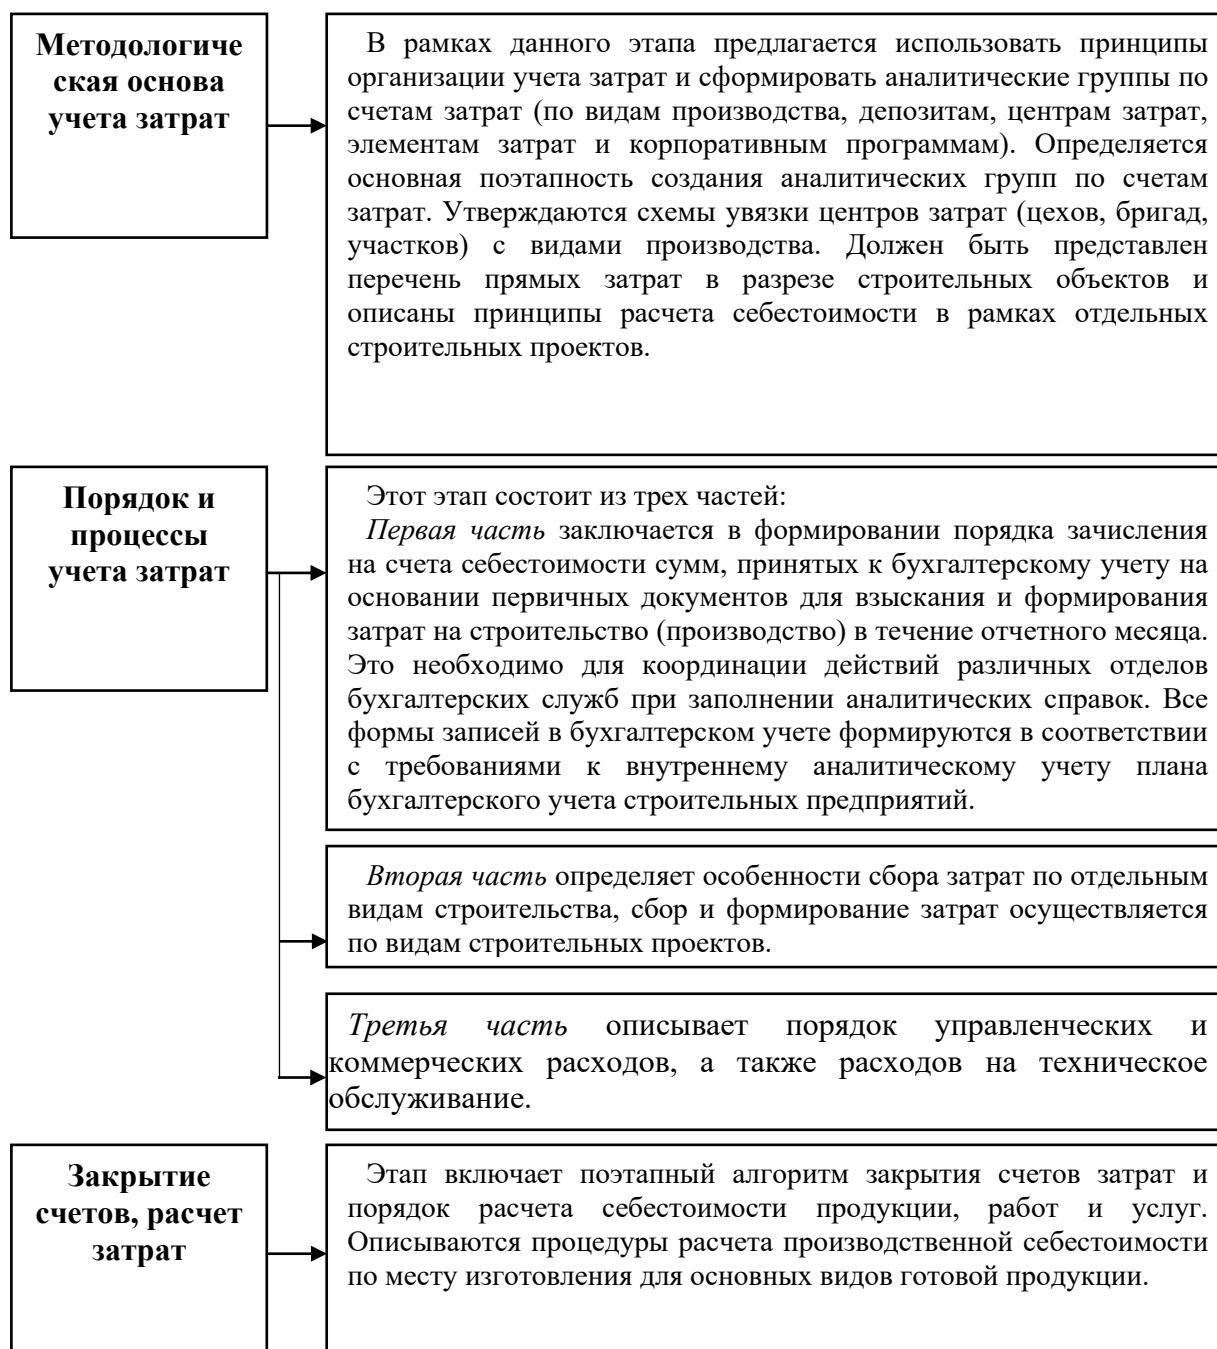 Методологиче
ская основа
учета затрат
В рамках данного этапа предлагается использовать принципы
организации учета затрат и сформировать аналитические группы по
счетам затрат (по видам производства, депозитам, центрам затрат,
элементам затрат и корпоративным программам). Определяется
основная поэтапность создания аналитических групп по счетам
затрат. Утверждаются схемы увязки центров затрат (цехов, бригад,
участков) с видами производства. Должен быть представлен
перечень прямых затрат в разрезе строительных объектов и
описаны принципы расчета себестоимости в рамках отдельных
строительных проектов.
Порядок и
процессы
учета затрат
Этот этап состоит из трех частей:
Первая часть заключается в формировании порядка зачисления
на счета себестоимости сумм, принятых к бухгалтерскому учету на
основании первичных документов для взыскания и формирования
затрат на строительство (производство) в течение отчетного месяца.
Это необходимо для координации действий различных отделов
бухгалтерских служб при заполнении аналитических справок. Все
формы записей в бухгалтерском учете формируются в соответствии
с требованиями к внутреннему аналитическому учету плана
бухгалтерского учета строительных предприятий.
Вторая часть определяет особенности сбора затрат по отдельным
видам строительства, сбор и формирование затрат осуществляется
по видам строительных проектов.
Третья часть описывает порядок управленческих и
коммерческих расходов, а также расходов на техническое
обслуживание.
Закрытие
счетов, расчет
затрат
Этап включает поэтапный алгоритм закрытия счетов затрат и
порядок расчета себестоимости продукции, работ и услуг.
Описываются процедуры расчета производственной себестоимости
по месту изготовления для основных видов готовой продукции.